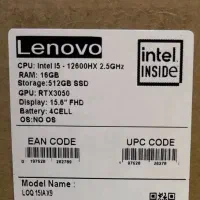 Lenovo
intel
INSIDE
CPU: Intel I5 - 12600HX 2.5GHz
RAM: 16GB
Storage:512GB SSD
GPU: RTX3050
Display: 15.6" FHD
Battery: 4CELL
OS:NO OS
EAN CODE
UPC CODE
Model Name:
LOQ 15IAX9